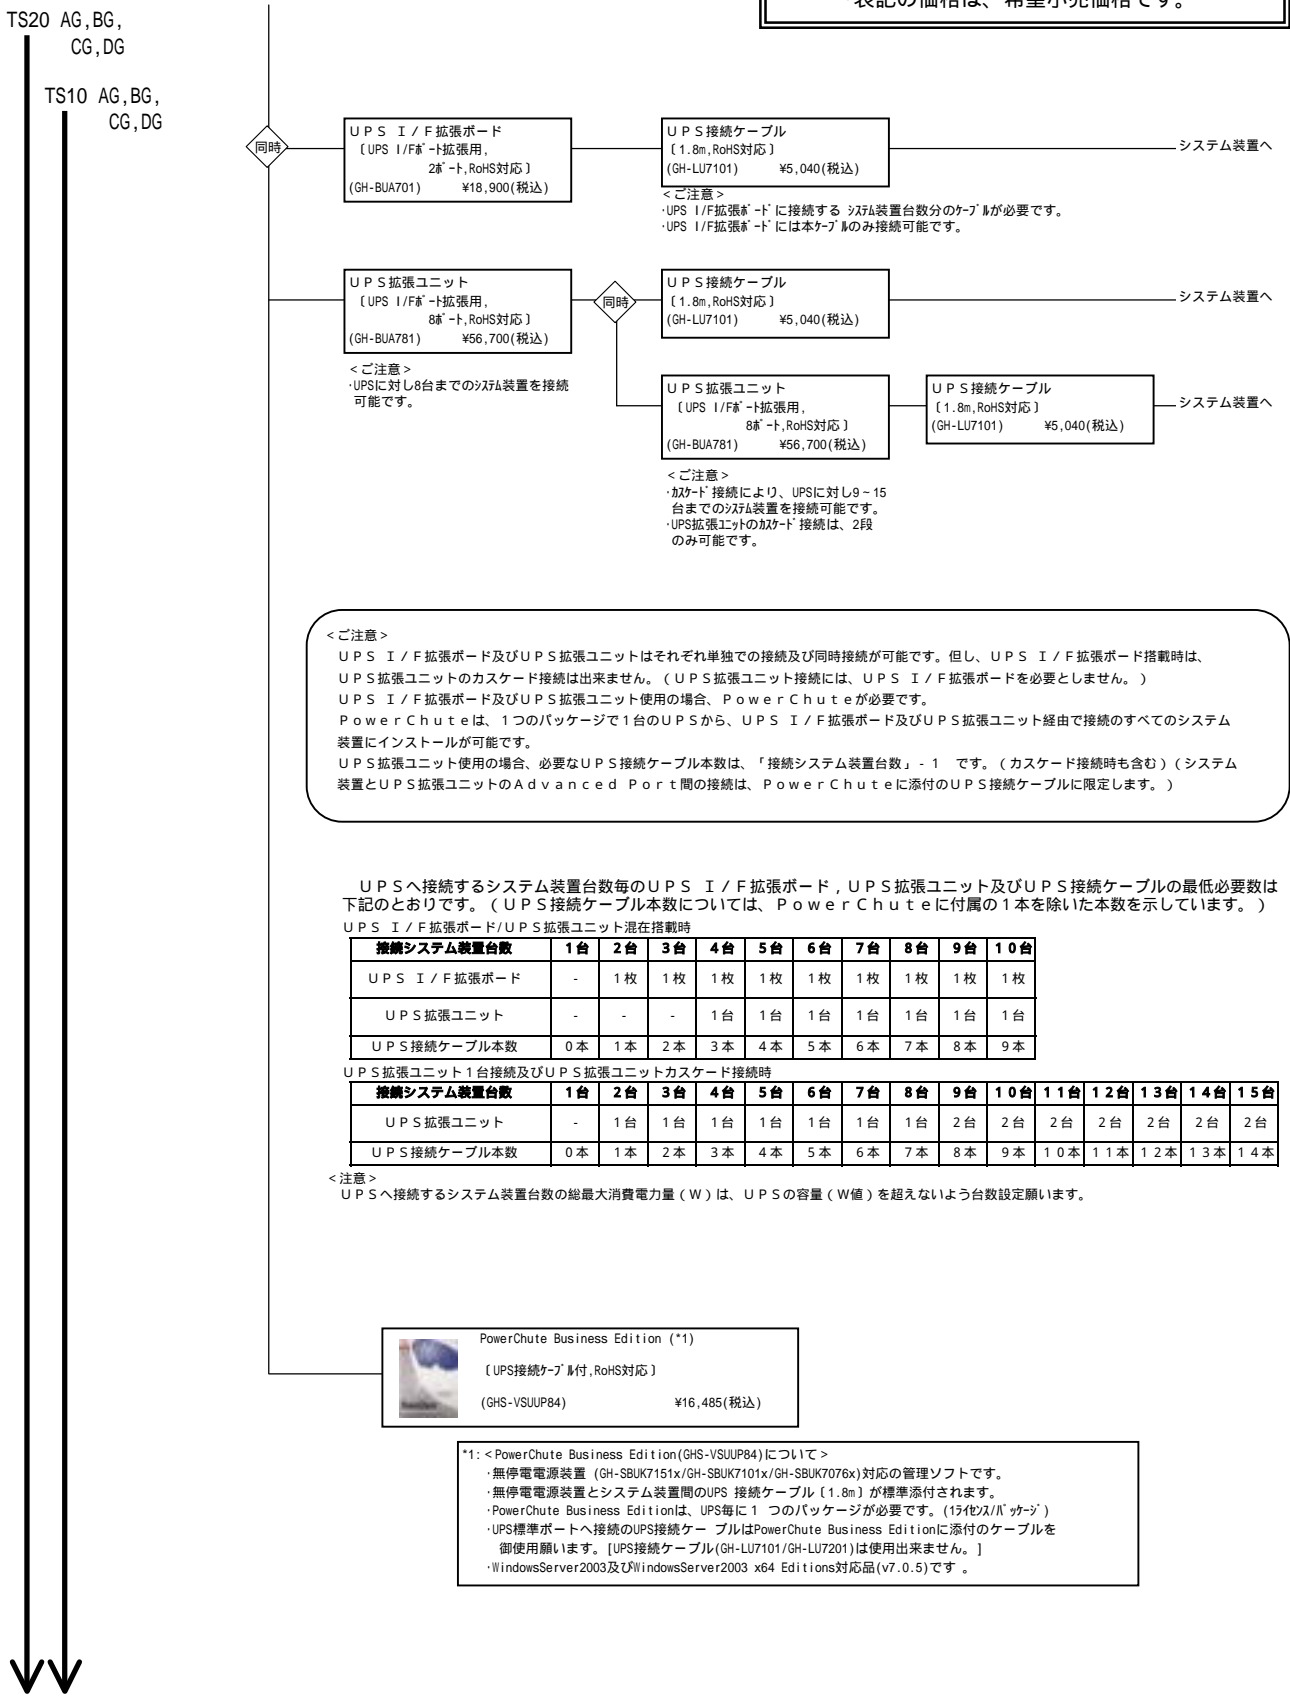 表記の価格は、希望小売価格です。
TS20 AG,BG,
CG,DG
TS10 AG,BG,
CG,DG
同時
ＵＰＳ Ｉ／Ｆ拡張ボード
〔UPS I/Fﾎﾟｰﾄ拡張用,
2ﾎﾟｰﾄ,RoHS対応〕
(GH-BUA701) ¥18,900(税込)
ＵＰＳ接続ケーブル
〔1.8m,RoHS対応〕
(GH-LU7101) ¥5,040(税込)
システム装置へ
<ご注意>
･UPS I/F拡張ﾎﾞｰﾄﾞに接続する ｼｽﾃﾑ装置台数分のｹｰﾌﾞﾙが必要です。
･UPS I/F拡張ﾎﾞｰﾄﾞには本ｹｰﾌﾞﾙのみ接続可能です。
ＵＰＳ拡張ユニット
〔UPS I/Fﾎﾟｰﾄ拡張用,
8ﾎﾟｰﾄ,RoHS対応〕
(GH-BUA781) ¥56,700(税込)
同時
ＵＰＳ接続ケーブル
〔1.8m,RoHS対応〕
(GH-LU7101) ¥5,040(税込)
システム装置へ
<ご注意>
･UPSに対し8台までのｼｽﾃﾑ装置を接続
可能です。
ＵＰＳ拡張ユニット
〔UPS I/Fﾎﾟｰﾄ拡張用,
8ﾎﾟｰﾄ,RoHS対応〕
(GH-BUA781) ¥56,700(税込)
ＵＰＳ接続ケーブル
〔1.8m,RoHS対応〕
(GH-LU7101) ¥5,040(税込)
システム装置へ
<ご注意>
･ｶｽｹｰﾄﾞ接続により、UPSに対し9~15
台までのｼｽﾃﾑ装置を接続可能です。
･UPS拡張ﾕﾆｯﾄのｶｽｹｰﾄﾞ接続は、2段
のみ可能です。
<ご注意>
ＵＰＳ Ｉ／Ｆ拡張ボード及びＵＰＳ拡張ユニットはそれぞれ単独での接続及び同時接続が可能です。但し、ＵＰＳ Ｉ／Ｆ拡張ボード搭載時は、
ＵＰＳ拡張ユニットのカスケード接続は出来ません。（ＵＰＳ拡張ユニット接続には、ＵＰＳ Ｉ／Ｆ拡張ボードを必要としません。）
ＵＰＳ Ｉ／Ｆ拡張ボード及びＵＰＳ拡張ユニット使用の場合、ＰｏｗｅｒＣｈｕｔｅが必要です。
ＰｏｗｅｒＣｈｕｔｅは、１つのパッケージで１台のＵＰＳから、ＵＰＳ Ｉ／Ｆ拡張ボード及びＵＰＳ拡張ユニット経由で接続のすべてのシステム
装置にインストールが可能です。
ＵＰＳ拡張ユニット使用の場合、必要なＵＰＳ接続ケーブル本数は、「接続システム装置台数」-１ です。（カスケード接続時も含む）（システム
装置とＵＰＳ拡張ユニットのＡｄｖａｎｃｅｄ Ｐｏｒｔ間の接続は、ＰｏｗｅｒＣｈｕｔｅに添付のＵＰＳ接続ケーブルに限定します。）
ＵＰＳへ接続するシステム装置台数毎のＵＰＳ Ｉ／Ｆ拡張ボード，ＵＰＳ拡張ユニット及びＵＰＳ接続ケーブルの最低必要数は
下記のとおりです。（ＵＰＳ接続ケーブル本数については、ＰｏｗｅｒＣｈｕｔｅに付属の１本を除いた本数を示しています。）
ＵＰＳ Ｉ／Ｆ拡張ボード/ＵＰＳ拡張ユニット混在搭載時
接続システム装置台数 １台 ２台 ３台 ４台 ５台 ６台 ７台 ８台 ９台 １０台
ＵＰＳ Ｉ／Ｆ拡張ボード - １枚 １枚 １枚 １枚 １枚 １枚 １枚 １枚 １枚
ＵＰＳ拡張ユニット - - - １台 １台 １台 １台 １台 １台 １台
ＵＰＳ接続ケーブル本数 ０本 １本 ２本 ３本 ４本 ５本 ６本 ７本 ８本 ９本
ＵＰＳ拡張ユニット１台接続及びＵＰＳ拡張ユニットカスケード接続時
接続システム装置台数 １台 ２台 ３台 ４台 ５台 ６台 ７台 ８台 ９台 １０台 １１台 １２台 １３台 １４台 １５台
ＵＰＳ拡張ユニット - １台 １台 １台 １台 １台 １台 １台 ２台 ２台 ２台 ２台 ２台 ２台 ２台
ＵＰＳ接続ケーブル本数 ０本 １本 ２本 ３本 ４本 ５本 ６本 ７本 ８本 ９本 １０本 １１本 １２本 １３本 １４本
<注意>
ＵＰＳへ接続するシステム装置台数の総最大消費電力量（Ｗ）は、ＵＰＳの容量（Ｗ値）を超えないよう台数設定願います。
PowerChute Business Edition (*1)
〔UPS接続ｹｰﾌﾞﾙ付,RoHS対応〕
(GHS-VSUUP84) ¥16,485(税込)
*1:<PowerChute Business Edition(GHS-VSUUP84)について>
･無停電電源装置 (GH-SBUK7151x/GH-SBUK7101x/GH-SBUK7076x)対応の管理ソフトです。
･無停電電源装置とシステム装置間のUPS 接続ケーブル〔1.8m〕が標準添付されます。
･PowerChute Business Editionは、UPS毎に１ つのパッケージが必要です。(1ﾗｲｾﾝｽ/ﾊﾟｯｹｰｼﾞ)
･UPS標準ポートへ接続のUPS接続ケー ブルはPowerChute Business Editionに添付のケーブルを
御使用願います。[UPS接続ケーブル(GH-LU7101/GH-LU7201)は使用出来ません。]
･WindowsServer2003及びWindowsServer2003 x64 Editions対応品(v7.0.5)です 。